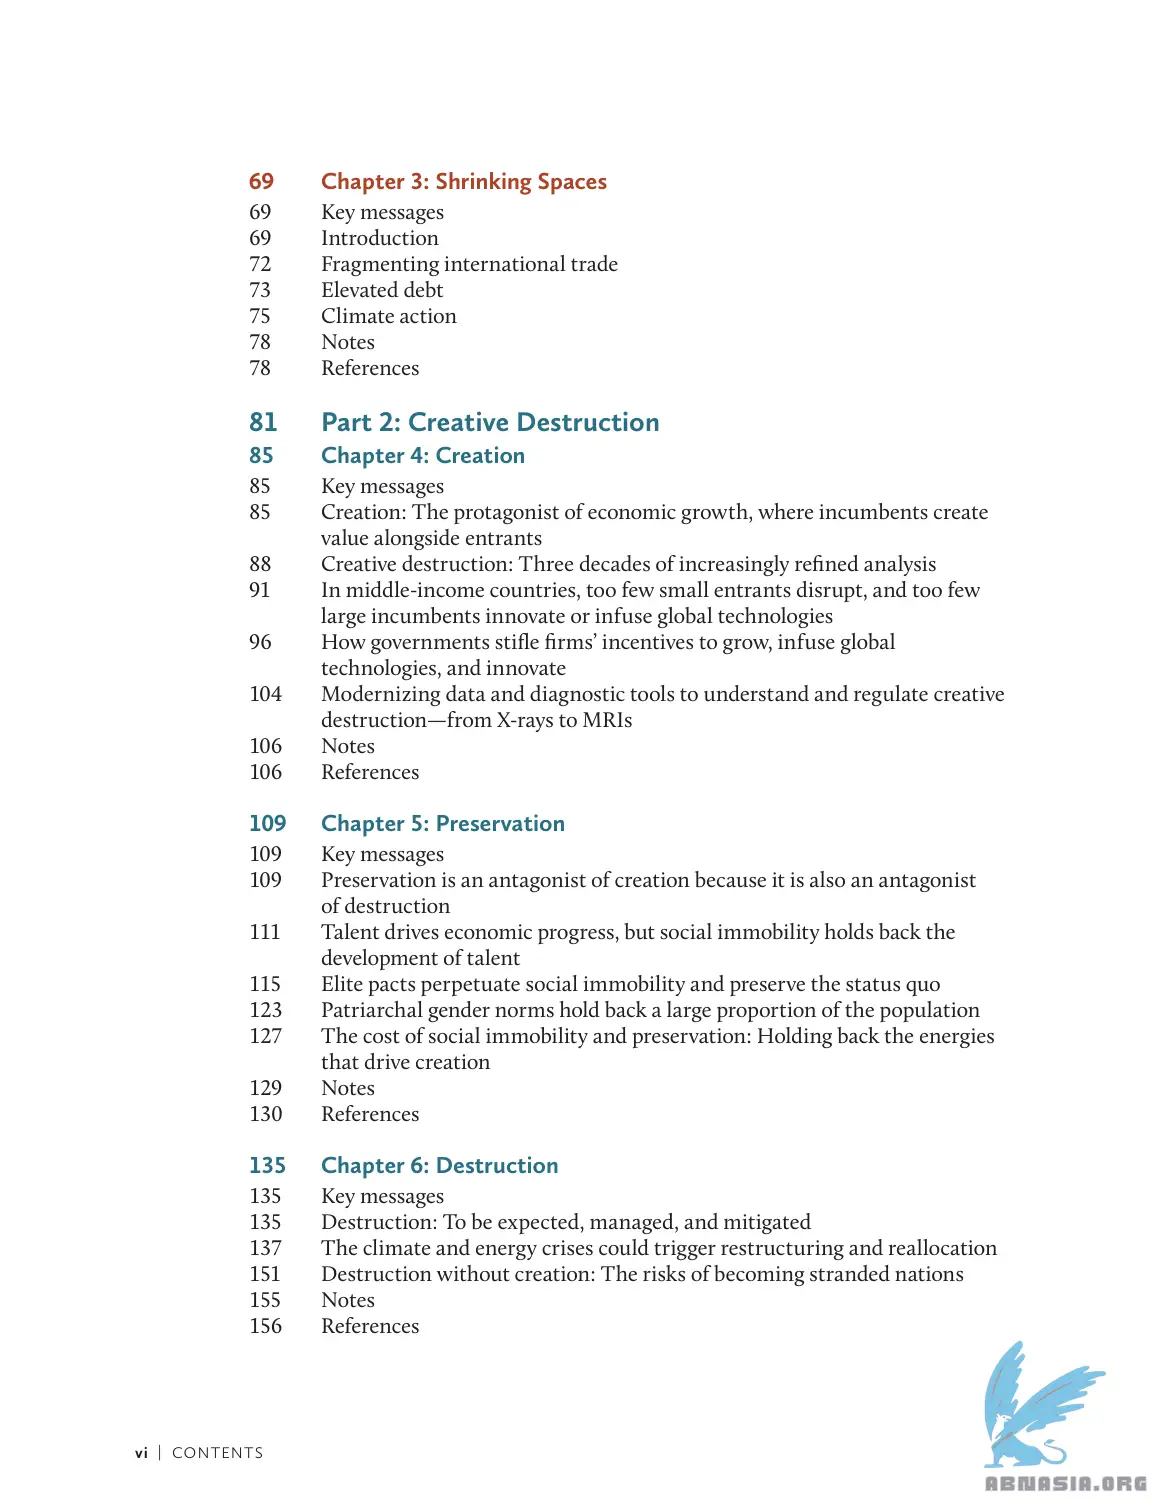 69 Chapter 3: Shrinking Spaces
69 Key messages
69 Introduction
72 Fragmenting international trade
73 Elevated debt
75 Climate action
78 Notes
78 References
81 Part 2: Creative Destruction
85 Chapter 4: Creation
85 Key messages
85 Creation: The protagonist of economic growth, where incumbents create
value alongside entrants
88 Creative destruction: Three decades of increasingly refined analysis
91 In middle-income countries, too few small entrants disrupt, and too few
large incumbents innovate or infuse global technologies
96 How governments stifle firms’ incentives to grow, infuse global
technologies, and innovate
104 Modernizing data and diagnostic tools to understand and regulate creative
destruction—from X-rays to MRIs
106 Notes
106 References
109 Chapter 5: Preservation
109 Key messages
109 Preservation is an antagonist of creation because it is also an antagonist
of destruction
111 Talent drives economic progress, but social immobility holds back the
development of talent
115 Elite pacts perpetuate social immobility and preserve the status quo
123 Patriarchal gender norms hold back a large proportion of the population
127 The cost of social immobility and preservation: Holding back the energies
that drive creation
129 Notes
130 References
135 Chapter 6: Destruction
135 Key messages
135 Destruction: To be expected, managed, and mitigated
137 The climate and energy crises could trigger restructuring and reallocation
151 Destruction without creation: The risks of becoming stranded nations
155 Notes
156 References
vi | CONTENTS
ABNASIA.ORG